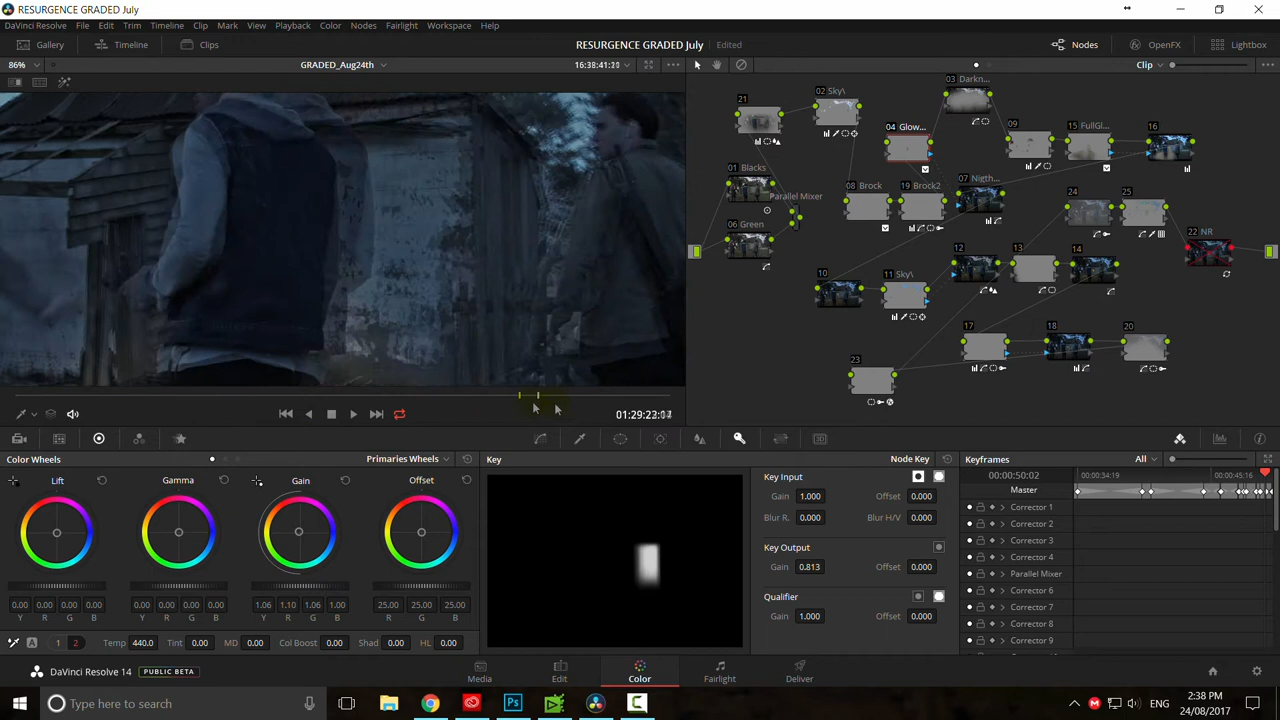 RESURGENCE GRADED July
DaVinci Resolve File Edit Trim Timeline Clip Mark View Playback Color Nodes Fairlight Workspace Help
Gallery Timeline Clips RESURGENCE GRADED July Edited Nodes OpenFX Lightbox
86% GRADED_Aug24th 16:38:41:21 Clip
03 Darkn...
21 02 Sky\
04 Glow... 09 15 FullGl... 16
01 Blacks
07 Nigth...
08 Brock 19 Brock2
Parallel Mixer
24 25
06 Green
22 NR
12 13 14
10 11 Sky\
17 18 20
23
Color Wheels Primaries Wheels Key Node Key Keyframes All
Lift Gamma Gain Offset
0.00 0.00 0.00 0.00 0.00 0.00 0.00 0.00 1.06 1.10 1.06 1.00 25.00 25.00 25.00
Y R G B Y R G B Y R G B R G B
A 1 2 Temp 440.0 Tint 0.00 MD 0.00 Col Boost 0.00 Shad 0.00 HL 0.00
Key Input
Gain 1.000 Offset 0.000
Blur R. 0.000 Blur H/V 0.000
Key Output
Gain 0.813 Offset 0.000
Qualifier
Gain 1.000 Offset 0.000
00:00:50:02 00:00:34:19 00:00:45:16
Master
Corrector 1
Corrector 2
Corrector 3
Corrector 4
Parallel Mixer
Corrector 6
Corrector 7
Corrector 8
Corrector 9
DaVinci Resolve 14 PUBLIC BETA Media Edit Color Fairlight Deliver
Type here to search
ENG
2:38 PM
24/08/2017